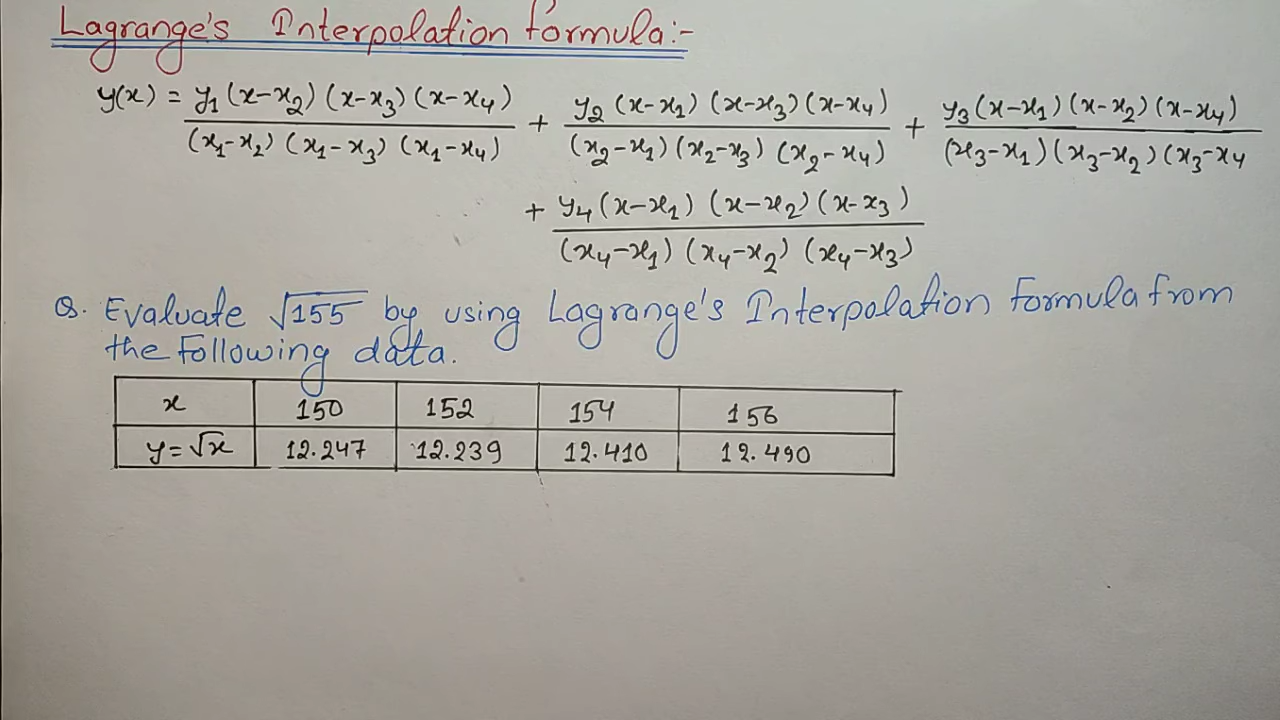 Lagrange's Interpolation formula:-
y(x) = y₁(x-x₂)(x-x₃)(x-x₄) / (x₁-x₂)(x₁-x₃)(x₁-x₄) + y₂(x-x₁)(x-x₃)(x-x₄) / (x₂-x₁)(x₂-x₃)(x₂-x₄) + y₃(x-x₁)(x-x₂)(x-x₄) / (x₃-x₁)(x₃-x₂)(x₃-x₄
+ y₄(x-x₁)(x-x₂)(x-x₃) / (x₄-x₁)(x₄-x₂)(x₄-x₃)
Q. Evaluate √155 by using Lagrange's Interpolation formula from
the following data.
x 150 152 154 156
y=√x 12.247 12.239 12.410 12.490